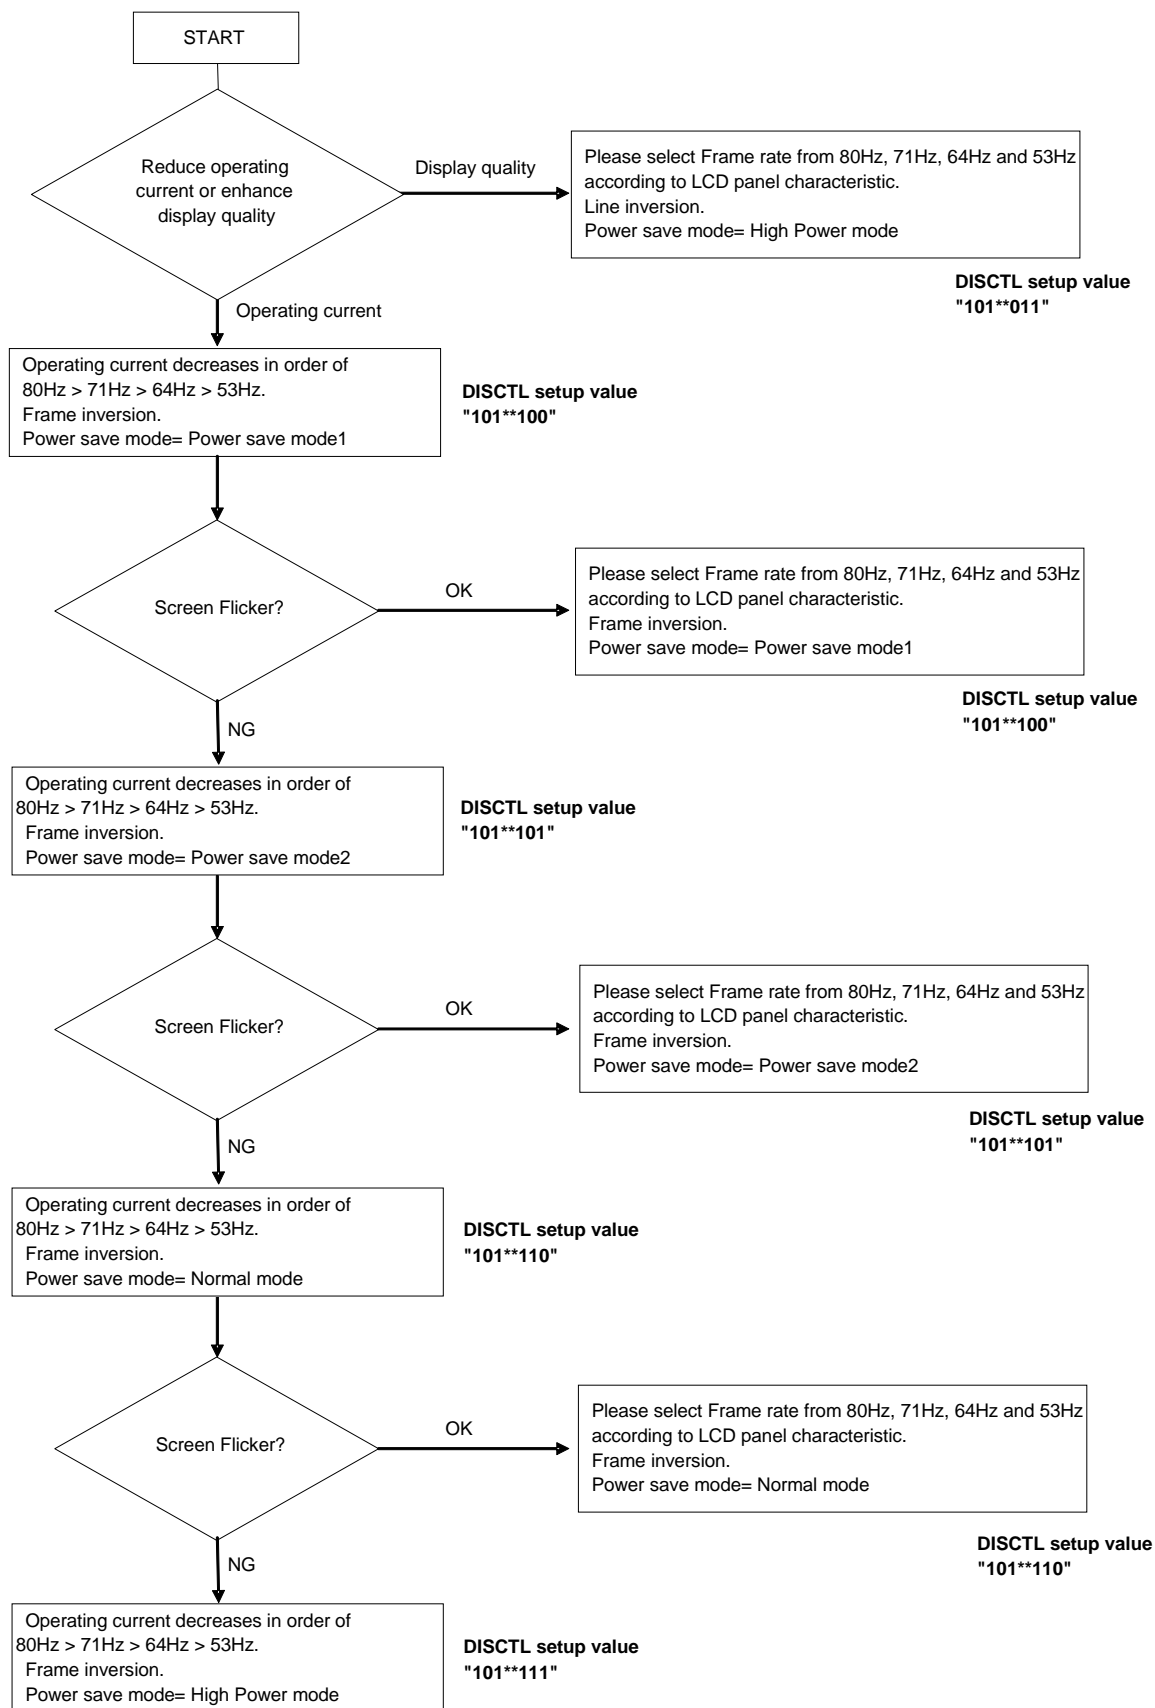 START
Reduce operating
current or enhance
display quality
Display quality
Please select Frame rate from 80Hz, 71Hz, 64Hz and 53Hz
according to LCD panel characteristic.
Line inversion.
Power save mode= High Power mode
DISCTL setup value
"101**011"
Operating current
Operating current decreases in order of
80Hz > 71Hz > 64Hz > 53Hz.
Frame inversion.
Power save mode= Power save mode1
DISCTL setup value
"101**100"
Screen Flicker?
OK
Please select Frame rate from 80Hz, 71Hz, 64Hz and 53Hz
according to LCD panel characteristic.
Frame inversion.
Power save mode= Power save mode1
DISCTL setup value
"101**100"
NG
Operating current decreases in order of
80Hz > 71Hz > 64Hz > 53Hz.
Frame inversion.
Power save mode= Power save mode2
DISCTL setup value
"101**101"
Screen Flicker?
OK
Please select Frame rate from 80Hz, 71Hz, 64Hz and 53Hz
according to LCD panel characteristic.
Frame inversion.
Power save mode= Power save mode2
DISCTL setup value
"101**101"
NG
Operating current decreases in order of
80Hz > 71Hz > 64Hz > 53Hz.
Frame inversion.
Power save mode= Normal mode
DISCTL setup value
"101**110"
Screen Flicker?
OK
Please select Frame rate from 80Hz, 71Hz, 64Hz and 53Hz
according to LCD panel characteristic.
Frame inversion.
Power save mode= Normal mode
DISCTL setup value
"101**110"
NG
Operating current decreases in order of
80Hz > 71Hz > 64Hz > 53Hz.
Frame inversion.
Power save mode= High Power mode
DISCTL setup value
"101**111"